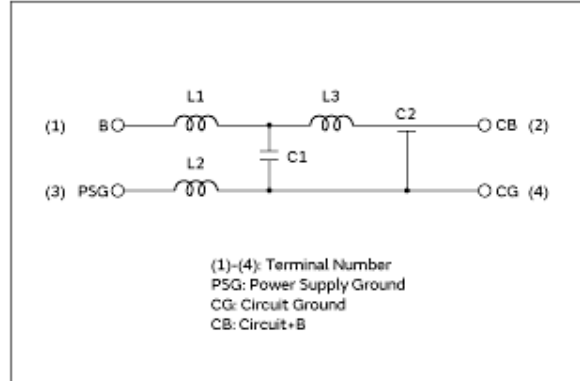 L1
L3
C2
(1) B
CB (2)
C1
L2
(3) PSG
CG (4)
(1)-(4): Terminal Number
PSG: Power Supply Ground
CG: Circuit Ground
CB: Circuit+B